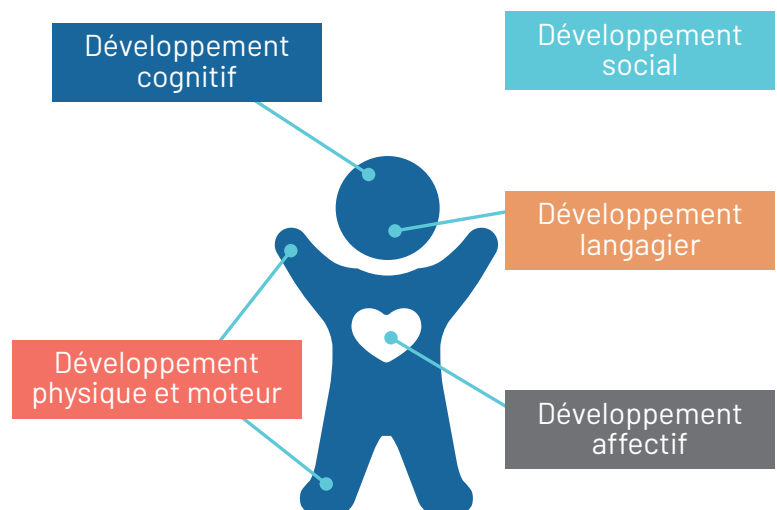 Développement
cognitif
Développement
social
Développement
langagier
Développement
physique et moteur
Développement
affectif